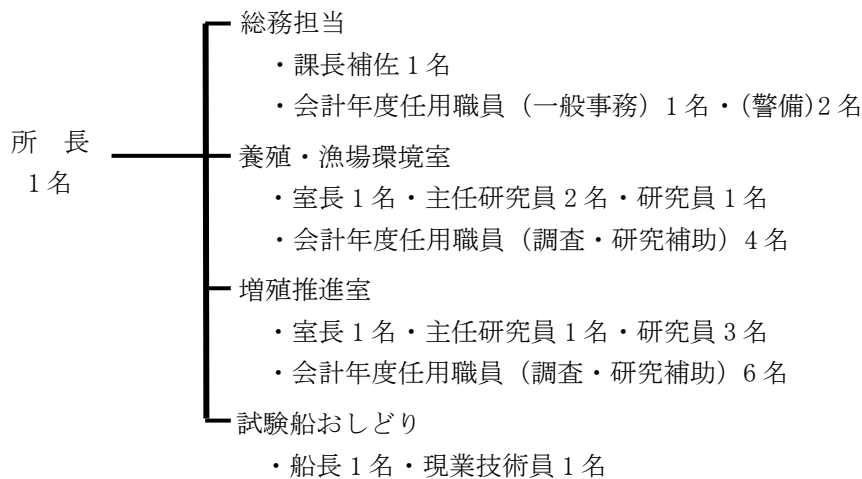 総務担当
・課長補佐1名
・会計年度任用職員（一般事務）1名・(警備)2名
所　長
1名
養殖・漁場環境室
・室長1名・主任研究員2名・研究員1名
・会計年度任用職員（調査・研究補助）4名
増殖推進室
・室長1名・主任研究員1名・研究員3名
・会計年度任用職員（調査・研究補助）6名
試験船おしどり
・船長1名・現業技術員1名